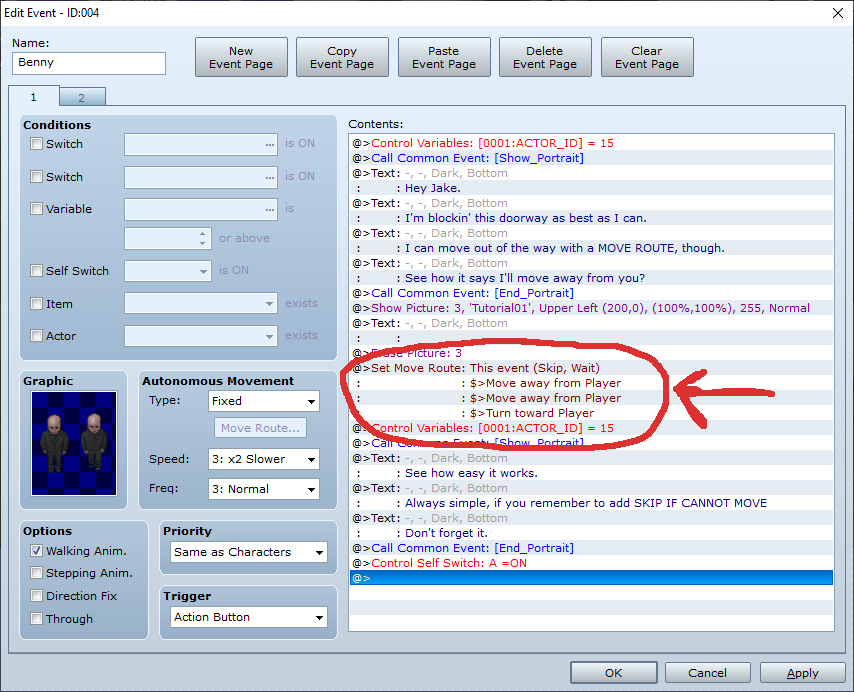 Edit Event - ID:004
Name:
Benny
New Event Page
Copy Event Page
Paste Event Page
Delete Event Page
Clear Event Page
1
2
Conditions
Switch
... is ON
Switch
... is ON
Variable
... is
or above
Self Switch
is ON
Item
exists
Actor
exists
Graphic
Autonomous Movement
Type: Fixed
Move Route...
Speed: 3: x2 Slower
Freq: 3: Normal
Options
Walking Anim.
Stepping Anim.
Direction Fix
Through
Priority
Same as Characters
Trigger
Action Button
Contents:
@>Control Variables: [0001:ACTOR_ID] = 15
@>Call Common Event: [Show_Portrait]
@>Text: -, -, Dark, Bottom
: : Hey Jake.
@>Text: -, -, Dark, Bottom
: : I'm blockin' this doorway as best as I can.
@>Text: -, -, Dark, Bottom
: : I can move out of the way with a MOVE ROUTE, though.
@>Text: -, -, Dark, Bottom
: : See how it says I'll move away from you?
@>Call Common Event: [End_Portrait]
@>Show Picture: 3, 'Tutorial01', Upper Left (200,0), (100%,100%), 255, Normal
@>Text: -, -, Dark, Bottom
: :
@>Erase Picture: 3
@>Set Move Route: This event (Skip, Wait)
: : $>Move away from Player
: : $>Move away from Player
: : $>Turn toward Player
@>Control Variables: [0001:ACTOR_ID] = 15
@>Call Common Event: [Show_Portrait]
@>Text: -, -, Dark, Bottom
: : See how easy it works.
@>Text: -, -, Dark, Bottom
: : Always simple, if you remember to add SKIP IF CANNOT MOVE
@>Text: -, -, Dark, Bottom
: : Don't forget it.
@>Call Common Event: [End_Portrait]
@>Control Self Switch: A =ON
@>
OK
Cancel
Apply